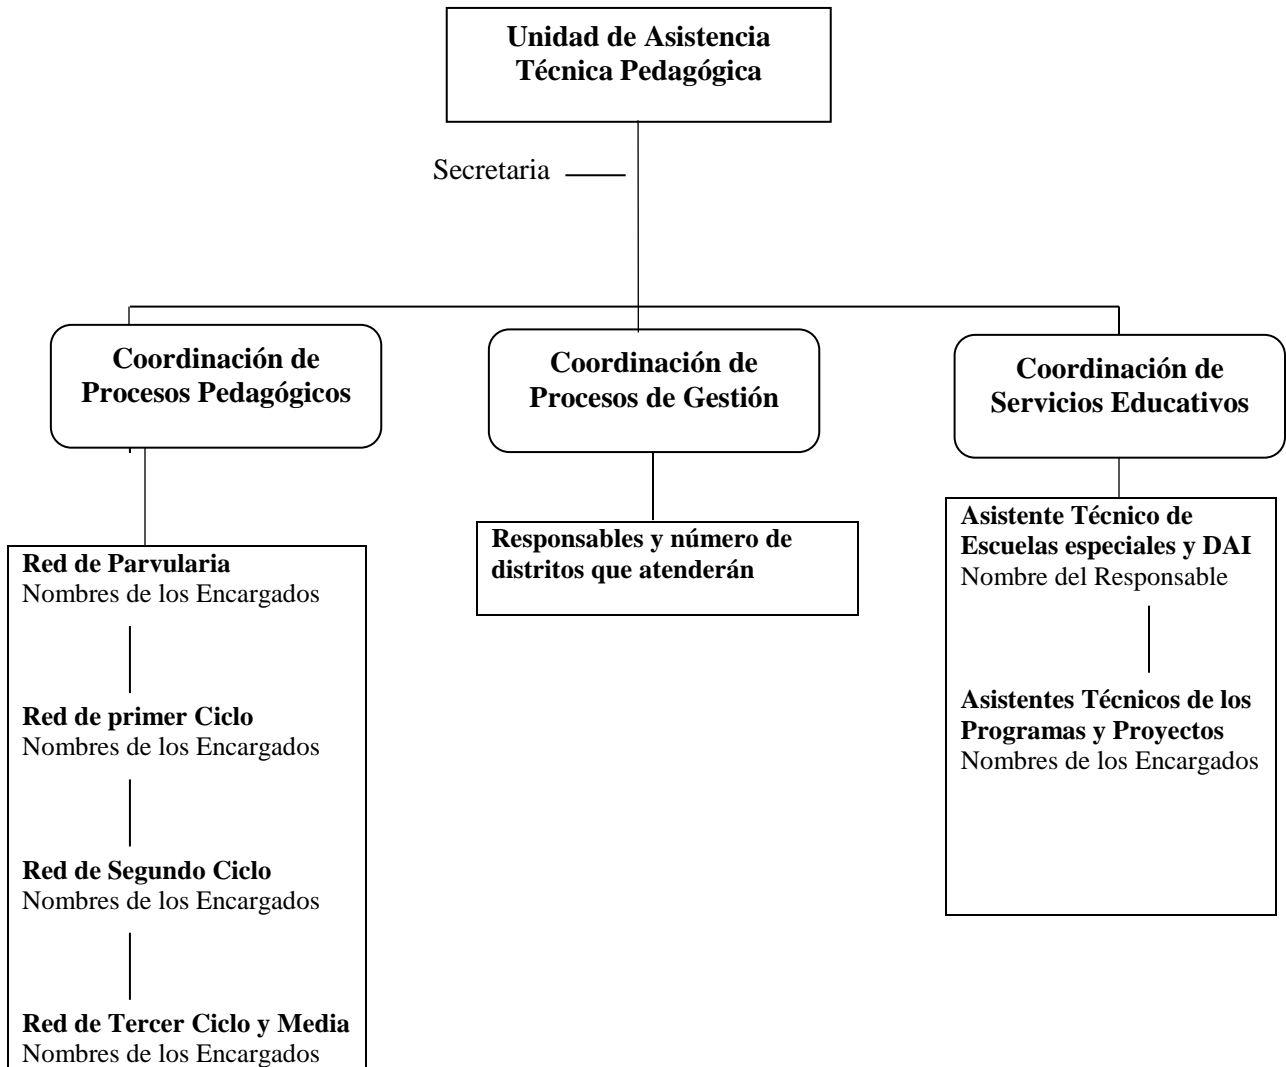 Unidad de Asistencia
Técnica Pedagógica
Secretaria
Coordinación de
Procesos Pedagógicos
Coordinación de
Procesos de Gestión
Coordinación de
Servicios Educativos
Red de Parvularia
Nombres de los Encargados
Red de primer Ciclo
Nombres de los Encargados
Red de Segundo Ciclo
Nombres de los Encargados
Red de Tercer Ciclo y Media
Nombres de los Encargados
Responsables y número de
distritos que atenderán
Asistente Técnico de
Escuelas especiales y DAI
Nombre del Responsable
Asistentes Técnicos de los
Programas y Proyectos
Nombres de los Encargados